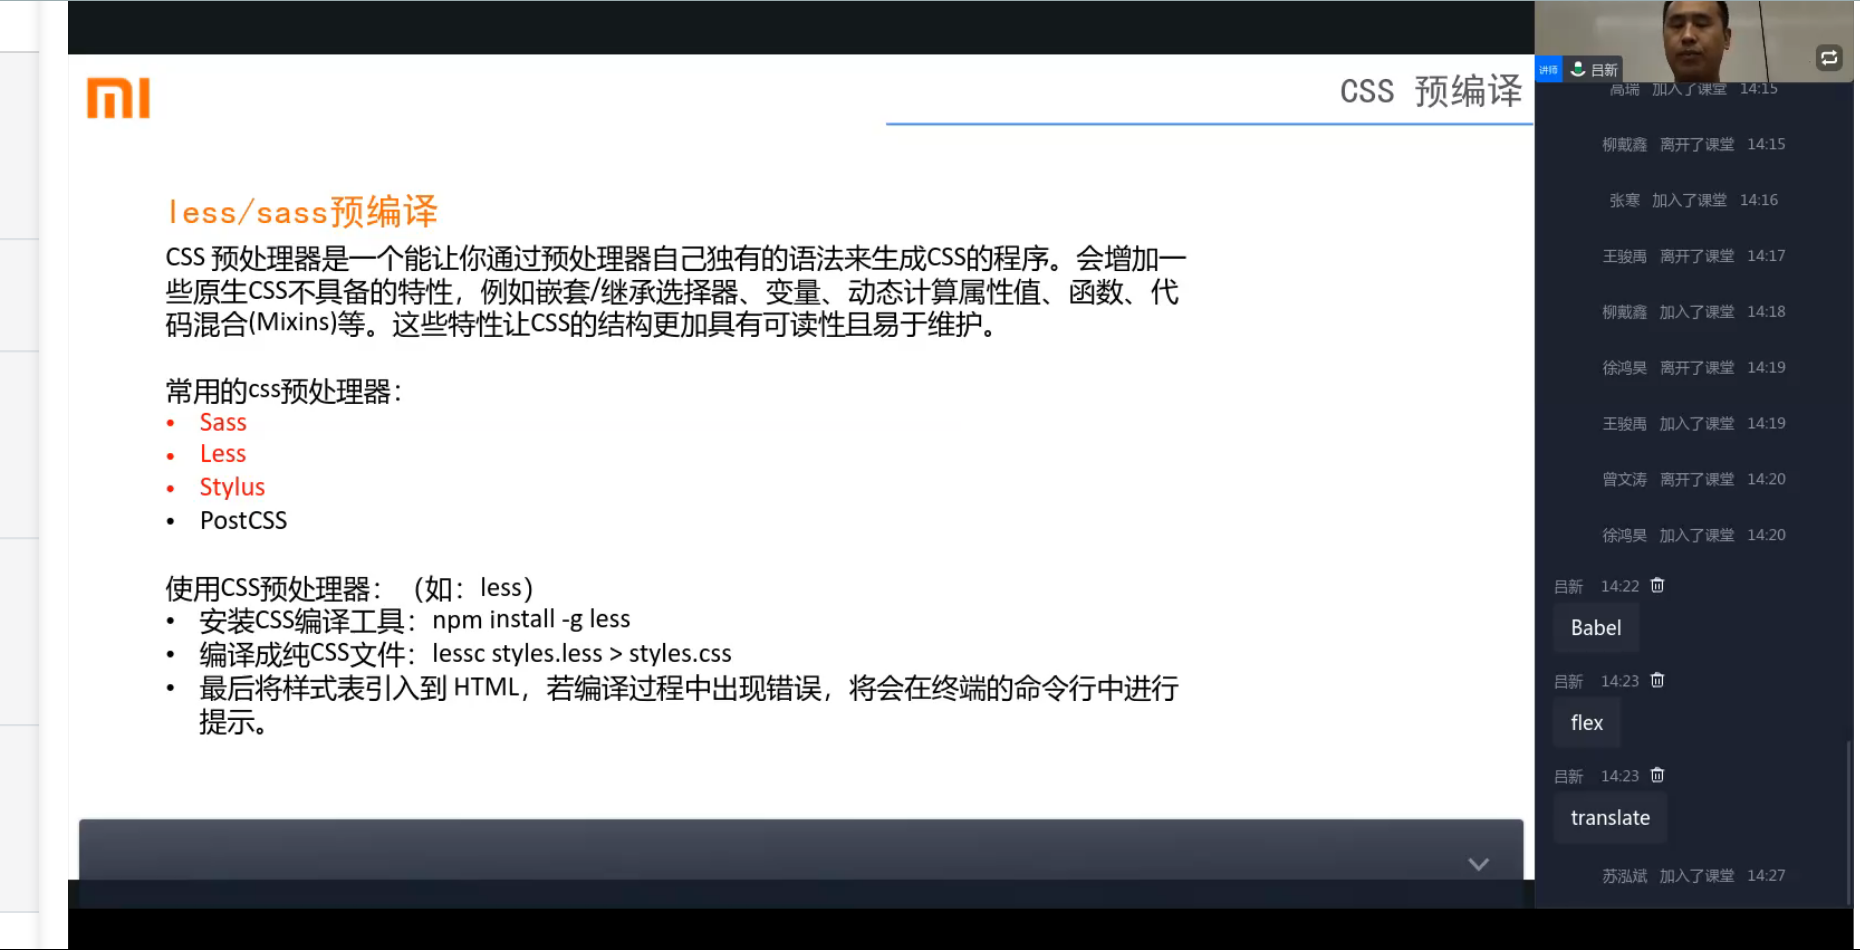 CSS 预编译
less/sass预编译
CSS 预处理器是一个能让你通过预处理器自己独有的语法来生成CSS的程序。会增加一
些原生CSS不具备的特性，例如嵌套/继承选择器、变量、动态计算属性值、函数、代
码混合(Mixins)等。这些特性让CSS的结构更加具有可读性且易于维护。
常用的css预处理器：
• Sass
• Less
• Stylus
• PostCSS
使用CSS预处理器：（如：less）
• 安装CSS编译工具：npm install -g less
• 编译成纯CSS文件：lessc styles.less > styles.css
• 最后将样式表引入到 HTML，若编译过程中出现错误，将会在终端的命令行中进行
提示。
讲师 吕新
高瑞 加入了课堂 14:15
柳戴鑫 离开了课堂 14:15
张寒 加入了课堂 14:16
王骏禹 离开了课堂 14:17
柳戴鑫 加入了课堂 14:18
徐鸿昊 离开了课堂 14:19
王骏禹 加入了课堂 14:19
曾文涛 离开了课堂 14:20
徐鸿昊 加入了课堂 14:20
吕新 14:22
Babel
吕新 14:23
flex
吕新 14:23
translate
苏泓斌 加入了课堂 14:27